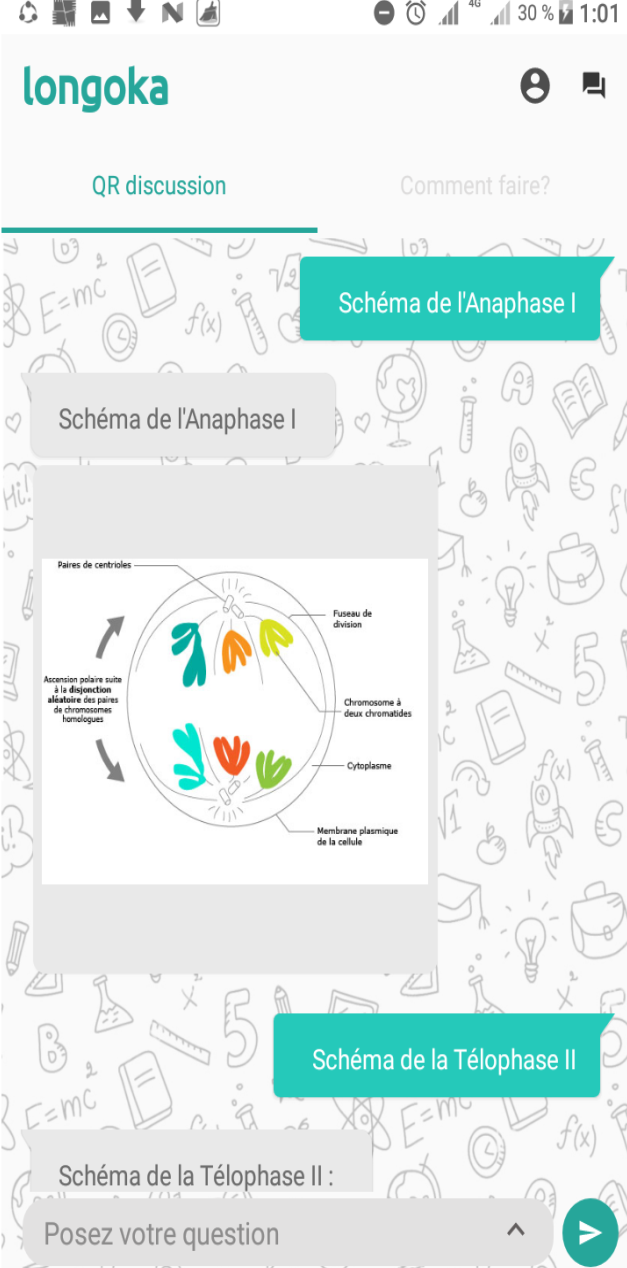 4G 30 % 1:01
longoka
QR discussion
Comment faire?
Schéma de l'Anaphase I
Schéma de l'Anaphase I
Paires de centrioles
Fuseau de
division
Ascension polaire suite
à la disjonction
aléatoire des paires
de chromosomes
homologues
Chromosome à
deux chromatides
Cytoplasme
Membrane plasmique
de la cellule
Schéma de la Télophase II
Schéma de la Télophase II :
Posez votre question